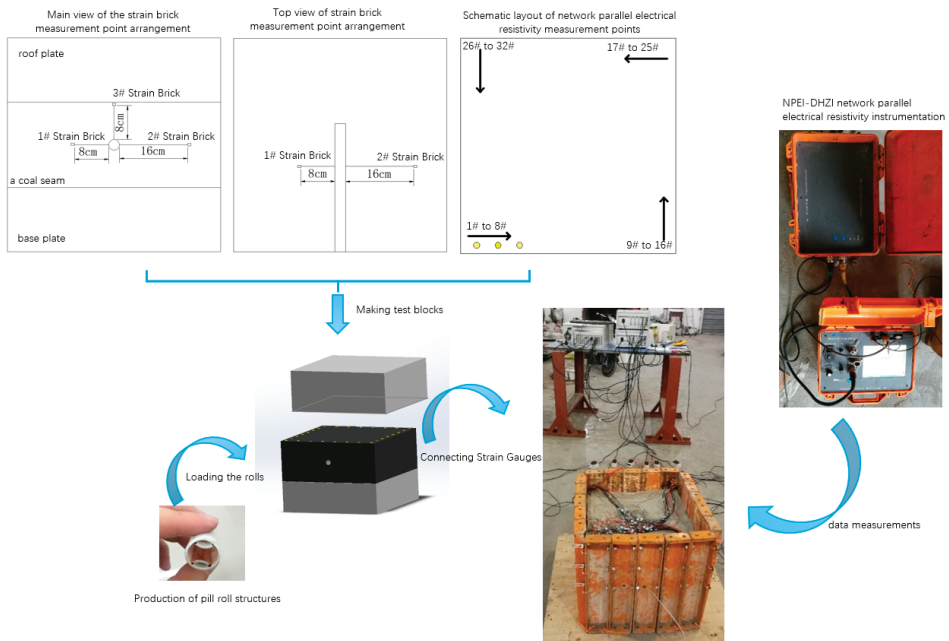 Main view of the strain brick
measurement point arrangement
roof plate
3# Strain Brick
8cm
1# Strain Brick
2# Strain Brick
8cm
16cm
a coal seam
base plate
Top view of strain brick
measurement point arrangement
1# Strain Brick
2# Strain Brick
8cm
16cm
Schematic layout of network parallel electrical
resistivity measurement points
26# to 32#
17# to 25#
1# to 8#
9# to 16#
NPEI-DHZI network parallel
electrical resistivity instrumentation
Making test blocks
Loading the rolls
Connecting Strain Gauges
data measurements
Production of pill roll structures